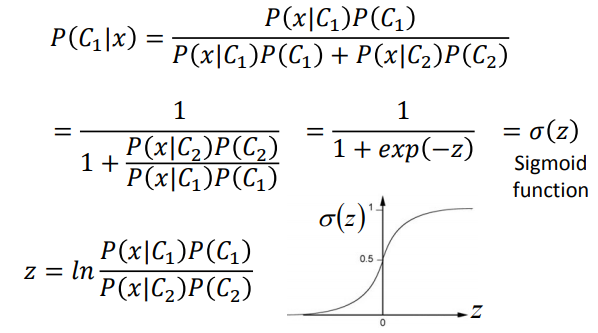 P(C₁|x) = P(x|C₁)P(C₁) / P(x|C₁)P(C₁) + P(x|C₂)P(C₂)
= 1 / 1 + P(x|C₂)P(C₂) / P(x|C₁)P(C₁) = 1 / 1 + exp(−z) = σ(z)
Sigmoid
function
z = ln P(x|C₁)P(C₁) / P(x|C₂)P(C₂)
σ(z)
1
0.5
0
z